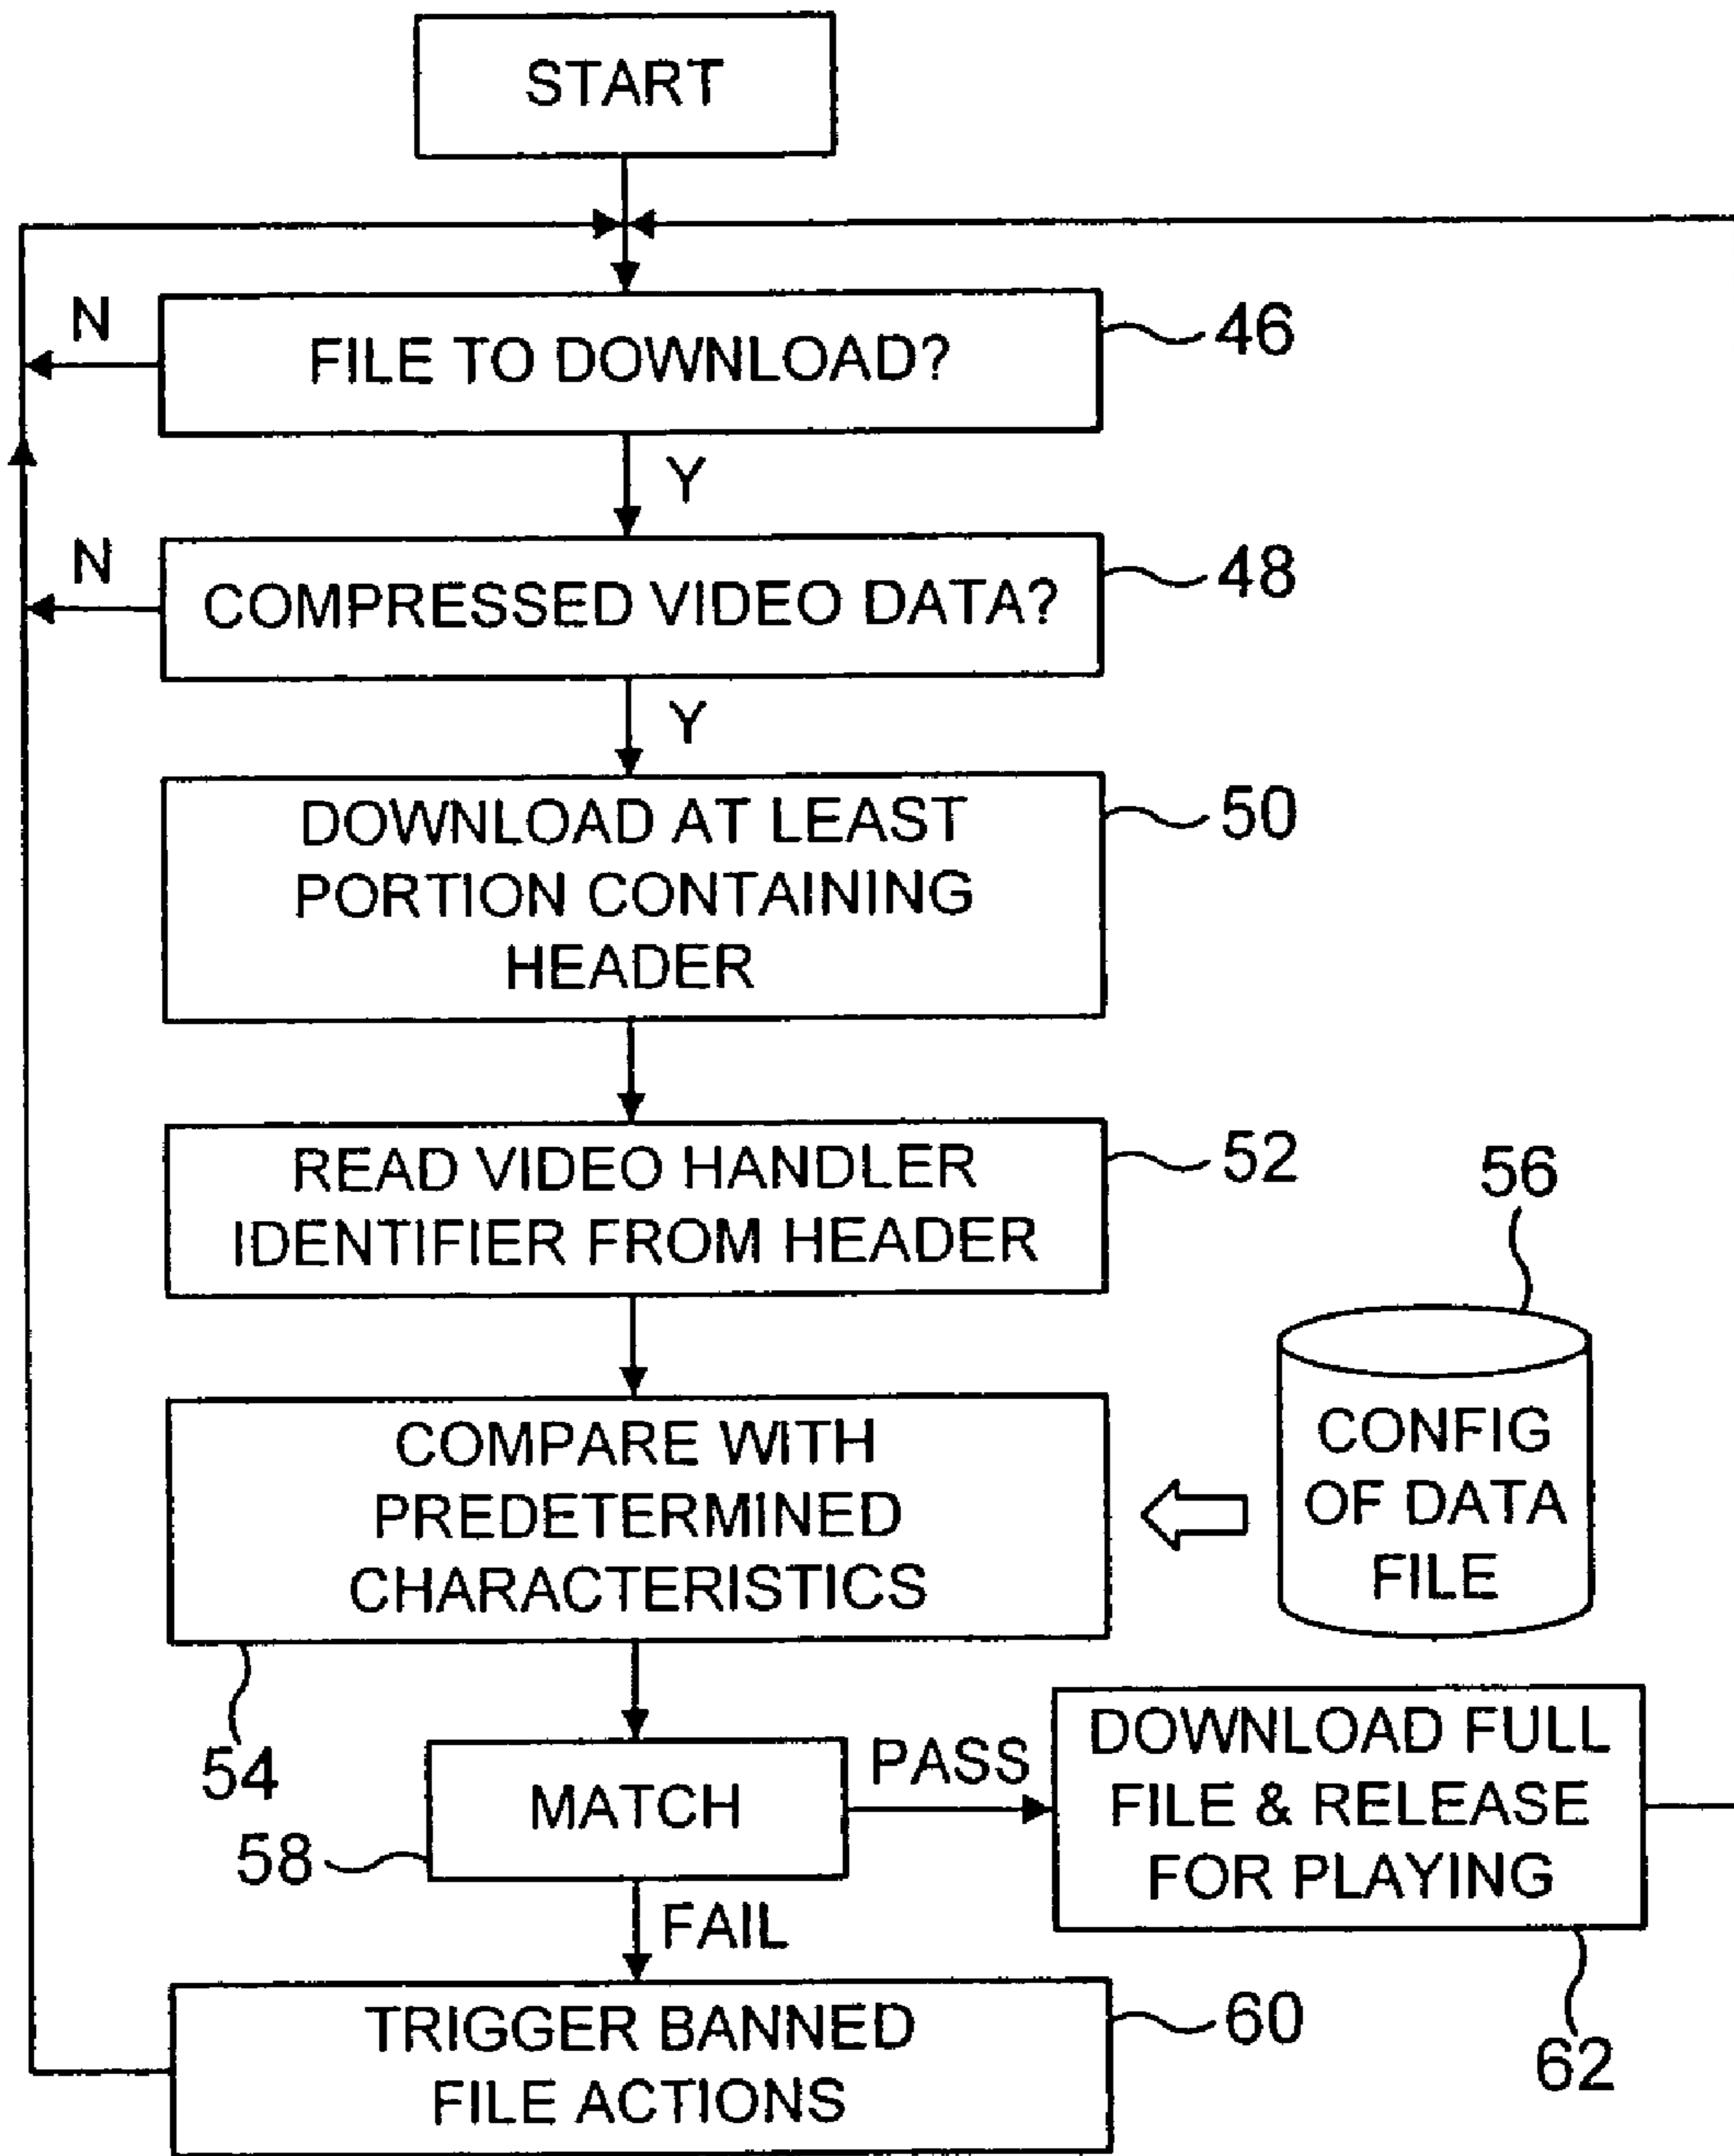 START
N
FILE TO DOWNLOAD?
46
Y
N
COMPRESSED VIDEO DATA?
48
Y
DOWNLOAD AT LEAST
PORTION CONTAINING
HEADER
50
READ VIDEO HANDLER
IDENTIFIER FROM HEADER
52
56
COMPARE WITH
PREDETERMINED
CHARACTERISTICS
CONFIG
OF DATA
FILE
54
58
MATCH
PASS
DOWNLOAD FULL
FILE & RELEASE
FOR PLAYING
FAIL
TRIGGER BANNED
FILE ACTIONS
60
62